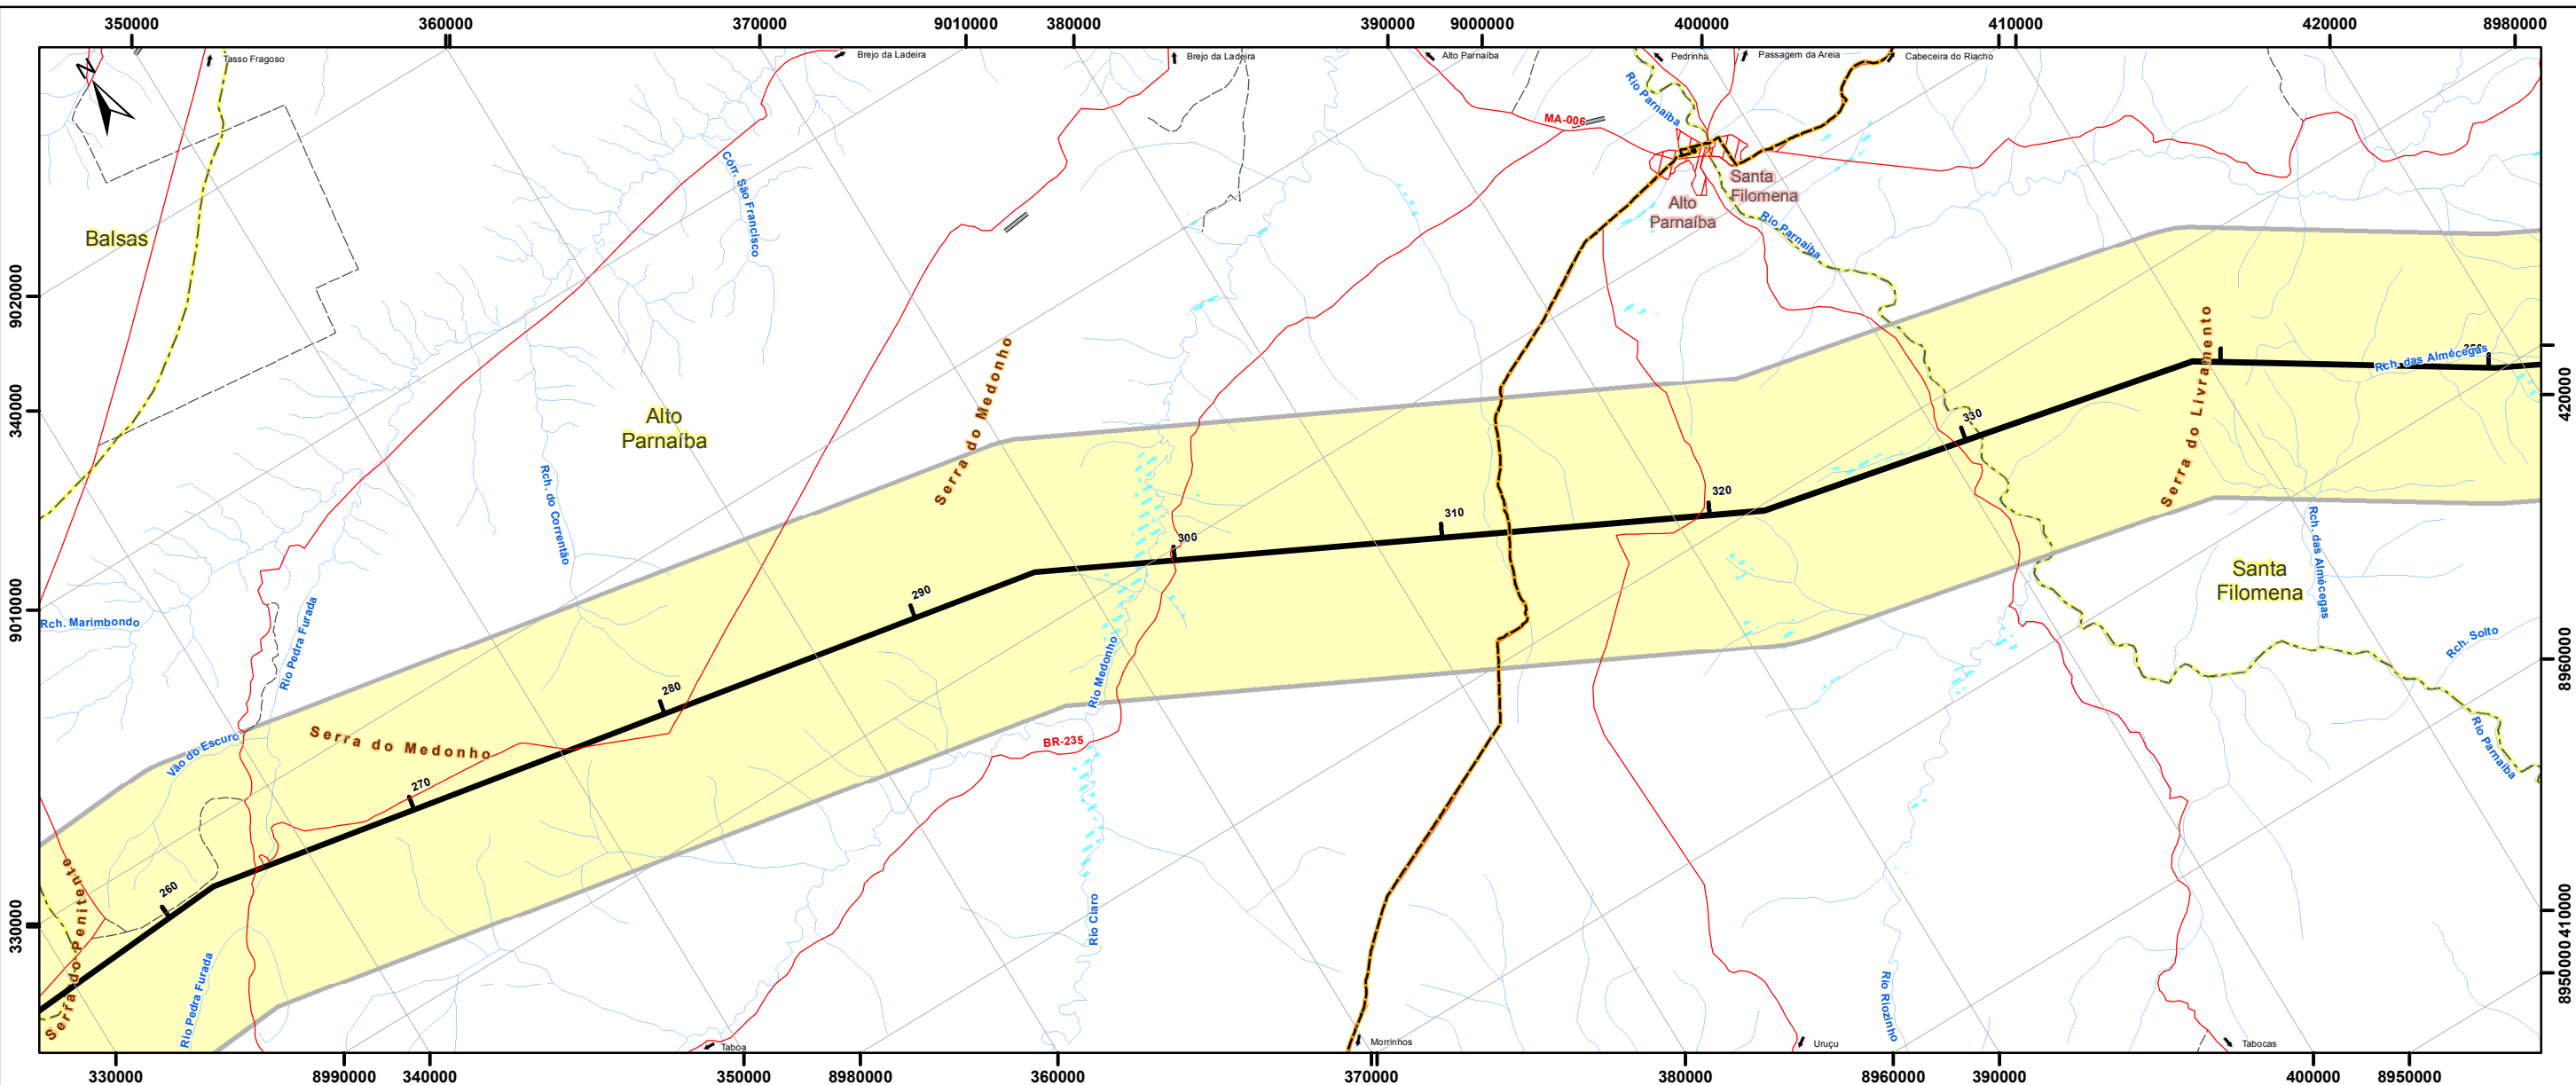 350000 360000 370000 9010000 380000 390000 9000000 400000 410000 420000 8980000
N
Tasso Fragoso
Brejo da Ladeira
Brejo da Ladeira
Alto Parnaíba
Pedrinha
Passagem da Areia
Cabeceira do Riacho
Rio Parnaíba
MA-006
Córr. São Francisco
Santa
Filomena
Alto
Parnaíba
Rio Parnaíba
Balsas
9020000
Serra do Livramento
Serra do Medonho
350
Rch. das Almécegas
3400000
420000
Alto
Parnaíba
330
Rch. do Correntão
320
310
300
Rch. das Almécegas
Santa
Filomena
290
9010000
Rch. Marimbondo
Rio Pedra Furada
Rio Medonho
Rch. Solto
8960000
280
Vão do Escuro
Serra do Medonho
BR-235
Rio Parnaíba
270
260
Serra do Penitente
3300000
Rio Claro
410000
8950000
Rio Pedra Furada
Rio Riozinho
Taboa
Morrinhos
Uruçu
Tabocas
330000 8990000 340000 350000 8980000 360000 370000 380000 8960000 390000 400000 8950000